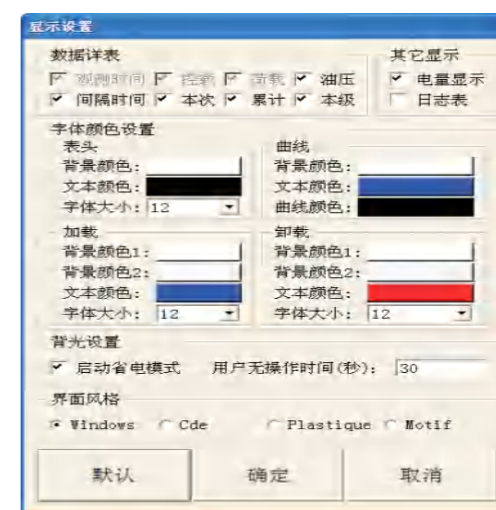 显示设置
数据详表 其它显示
观测时间 控载 荷载 油压 电量显示
间隔时间 本次 累计 本级 日志表
字体颜色设置
表头 曲线
背景颜色： 背景颜色：
文本颜色： 文本颜色：
字体大小：12 曲线颜色：
加载 卸载
背景颜色1： 背景颜色1：
背景颜色2： 背景颜色2：
文本颜色： 文本颜色：
字体大小： 12 字体大小： 12
背光设置
启动省电模式 用户无操作时间(秒)： 30
界面风格
Windows Cde Plastique Motif
默认 确定 取消